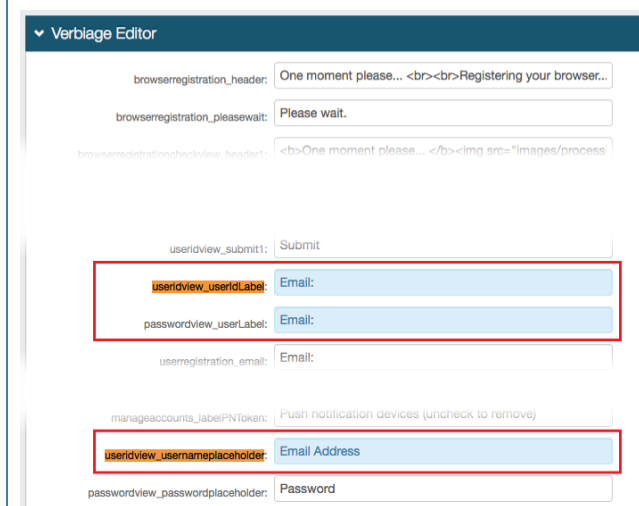 Verbiage Editor
browserregistration_header: One moment please... <br><br>Registering your browser...
browserregistration_pleasewait: Please wait.
browserregistrationcheckview_header1: <b>One moment please... </b><img src="images/process
useridview_submit1: Submit
useridview_userIdLabel: Email:
passwordview_userLabel: Email:
userregistration_email: Email:
manageaccounts_labelPNToken: Push notification devices (uncheck to remove)
useridview_usernameplaceholder: Email Address
passwordview_passwordplaceholder: Password